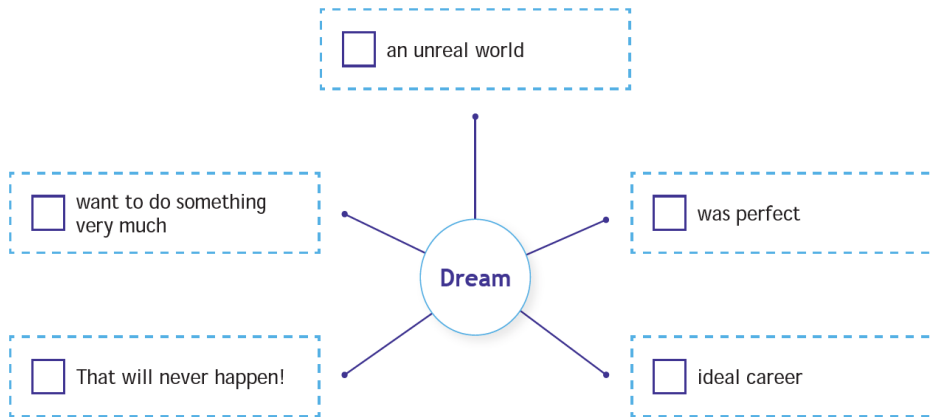 an unreal world
want to do something
very much
was perfect
Dream
That will never happen!
ideal career